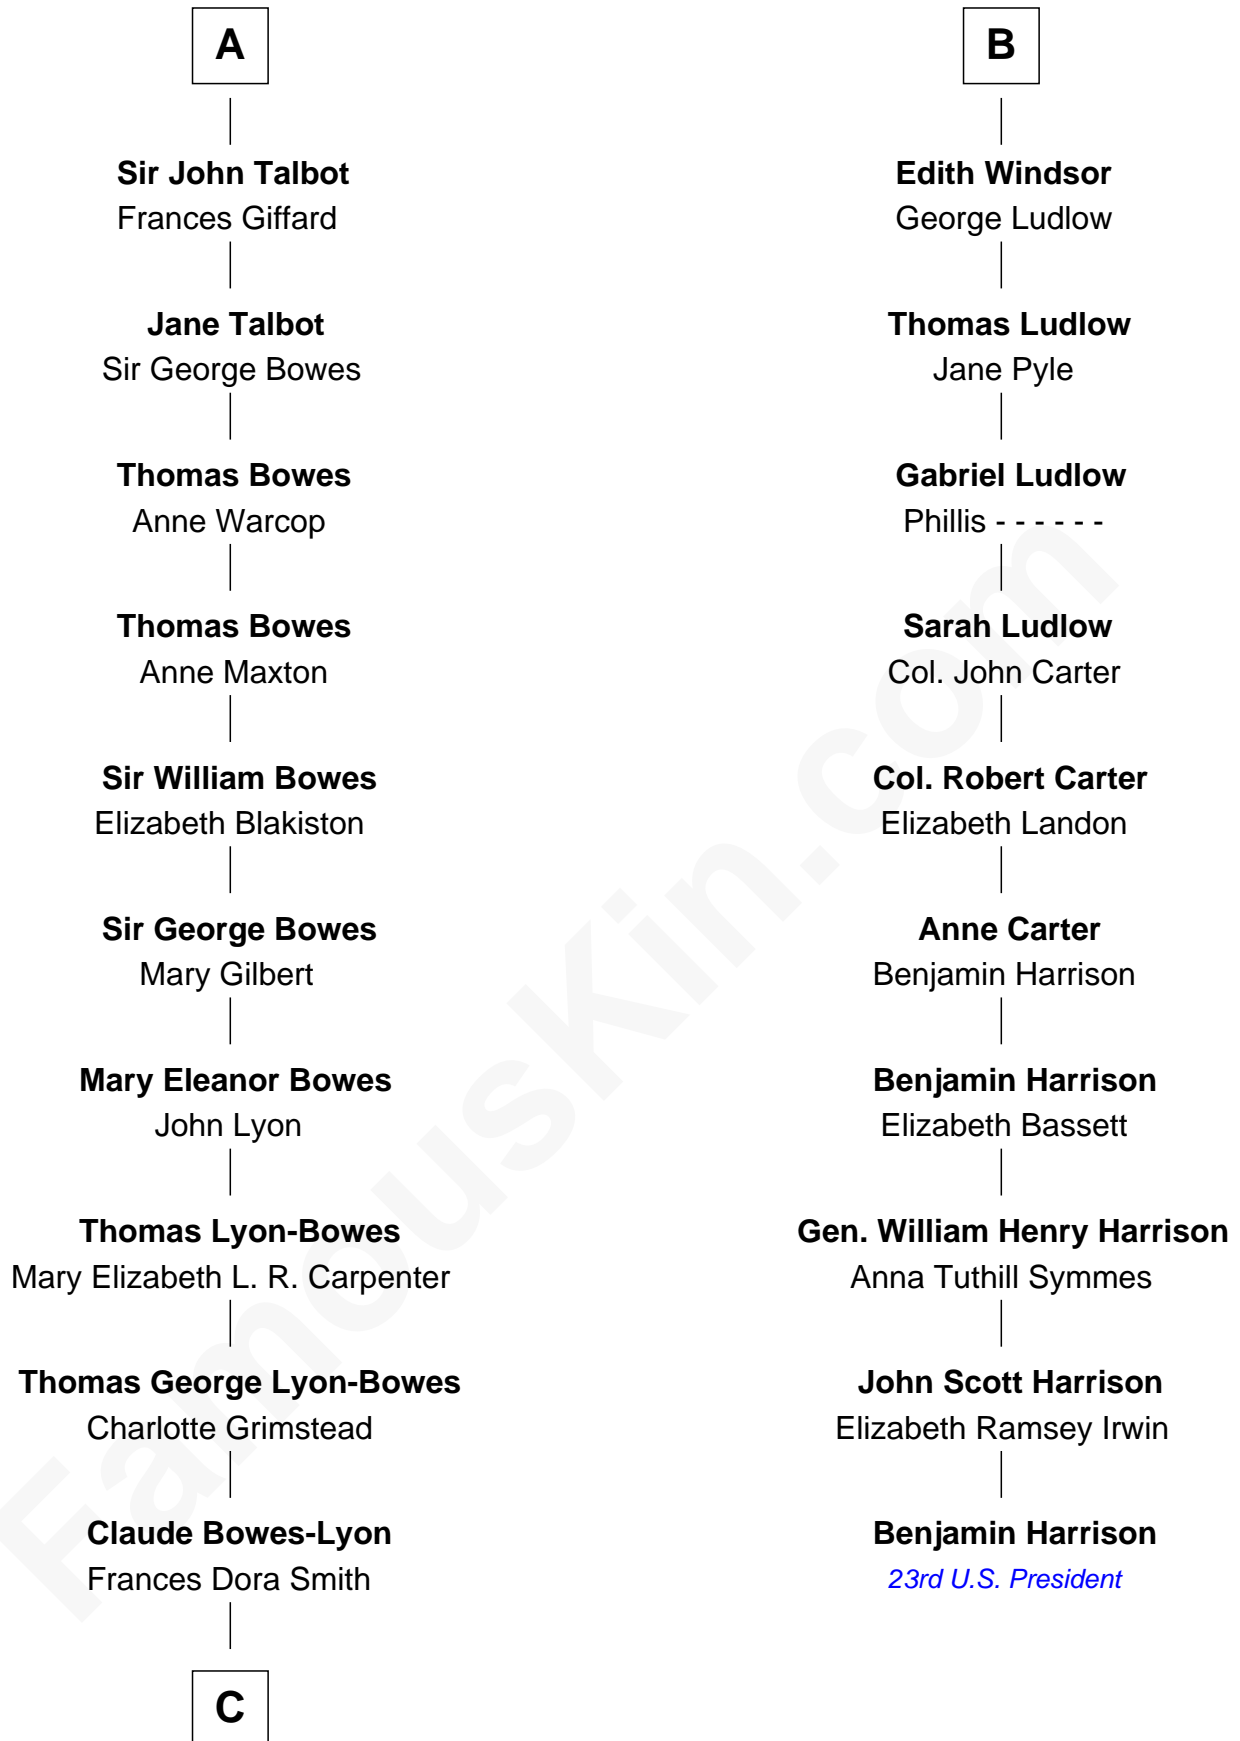 A
Sir John Talbot
Frances Giffard
Jane Talbot
Sir George Bowes
Thomas Bowes
Anne Warcop
Thomas Bowes
Anne Maxton
Sir William Bowes
Elizabeth Blakiston
Sir George Bowes
Mary Gilbert
Mary Eleanor Bowes
John Lyon
Thomas Lyon-Bowes
Mary Elizabeth L. R. Carpenter
Thomas George Lyon-Bowes
Charlotte Grimstead
Claude Bowes-Lyon
Frances Dora Smith
C
B
Edith Windsor
George Ludlow
Thomas Ludlow
Jane Pyle
Gabriel Ludlow
Phillis - - - - - -
Sarah Ludlow
Col. John Carter
Col. Robert Carter
Elizabeth Landon
Anne Carter
Benjamin Harrison
Benjamin Harrison
Elizabeth Bassett
Gen. William Henry Harrison
Anna Tuthill Symmes
John Scott Harrison
Elizabeth Ramsey Irwin
Benjamin Harrison
23rd U.S. President
FamousKin.com